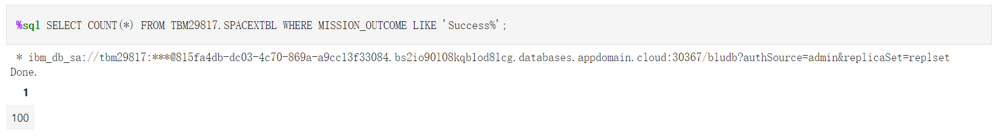 %sql SELECT COUNT(*) FROM TBM29817.SPACEXTBL WHERE MISSION_OUTCOME LIKE 'Success%';
* ibm_db_sa://tbm29817:***@815fa4db-dc03-4c70-869a-a9cc13f33084.bs2io90l08kqb1od8lcg.databases.appdomain.cloud:30367/bludb?authSource=admin&replicaSet=replset
Done.
1
100